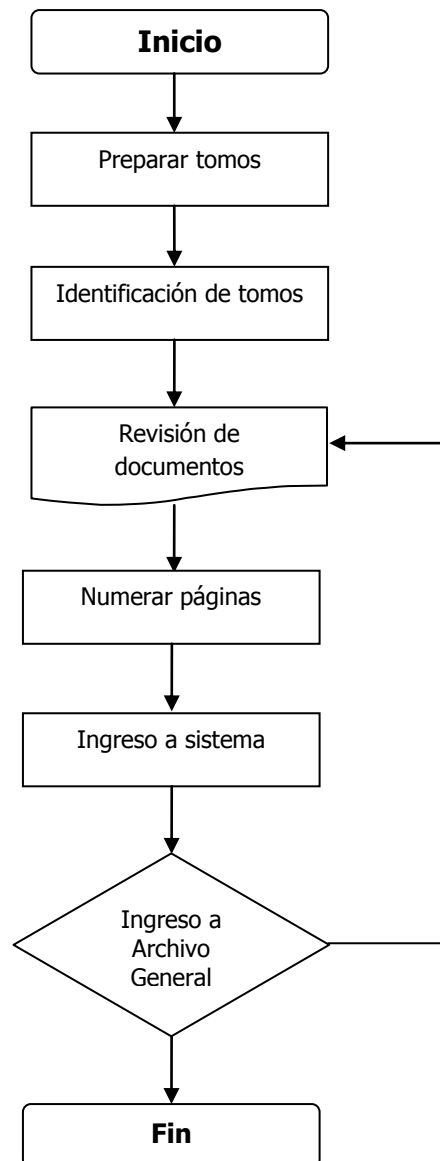 Inicio
Preparar tomos
Identificación de tomos
Revisión de
documentos
Numerar páginas
Ingreso a sistema
Ingreso a
Archivo
General
Fin